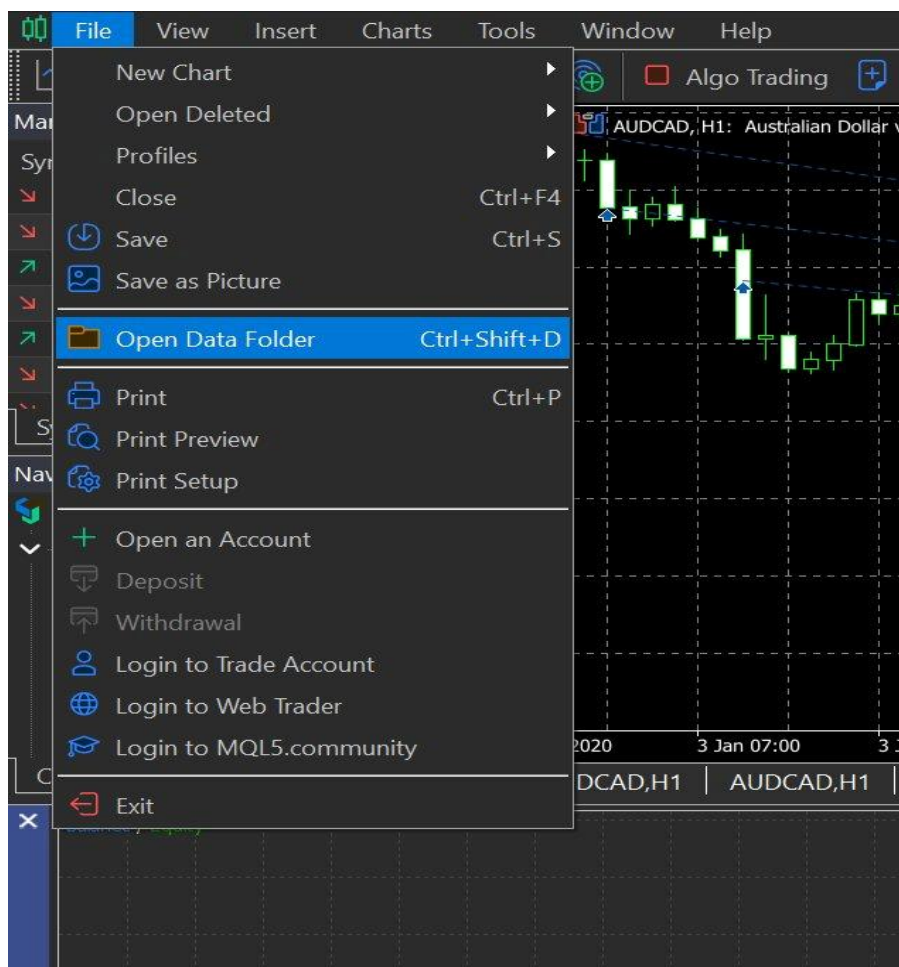 File View Insert Charts Tools Window Help
New Chart
Algo Trading
Open Deleted
AUDCAD, H1: Australian Dollar
Profiles
Close Ctrl+F4
Save Ctrl+S
Save as Picture
Open Data Folder Ctrl+Shift+D
Print Ctrl+P
Print Preview
Print Setup
Open an Account
Deposit
Withdrawal
Login to Trade Account
Login to Web Trader
Login to MQL5.community
2020 3 Jan 07:00 3
DCAD,H1 AUDCAD,H1
Exit